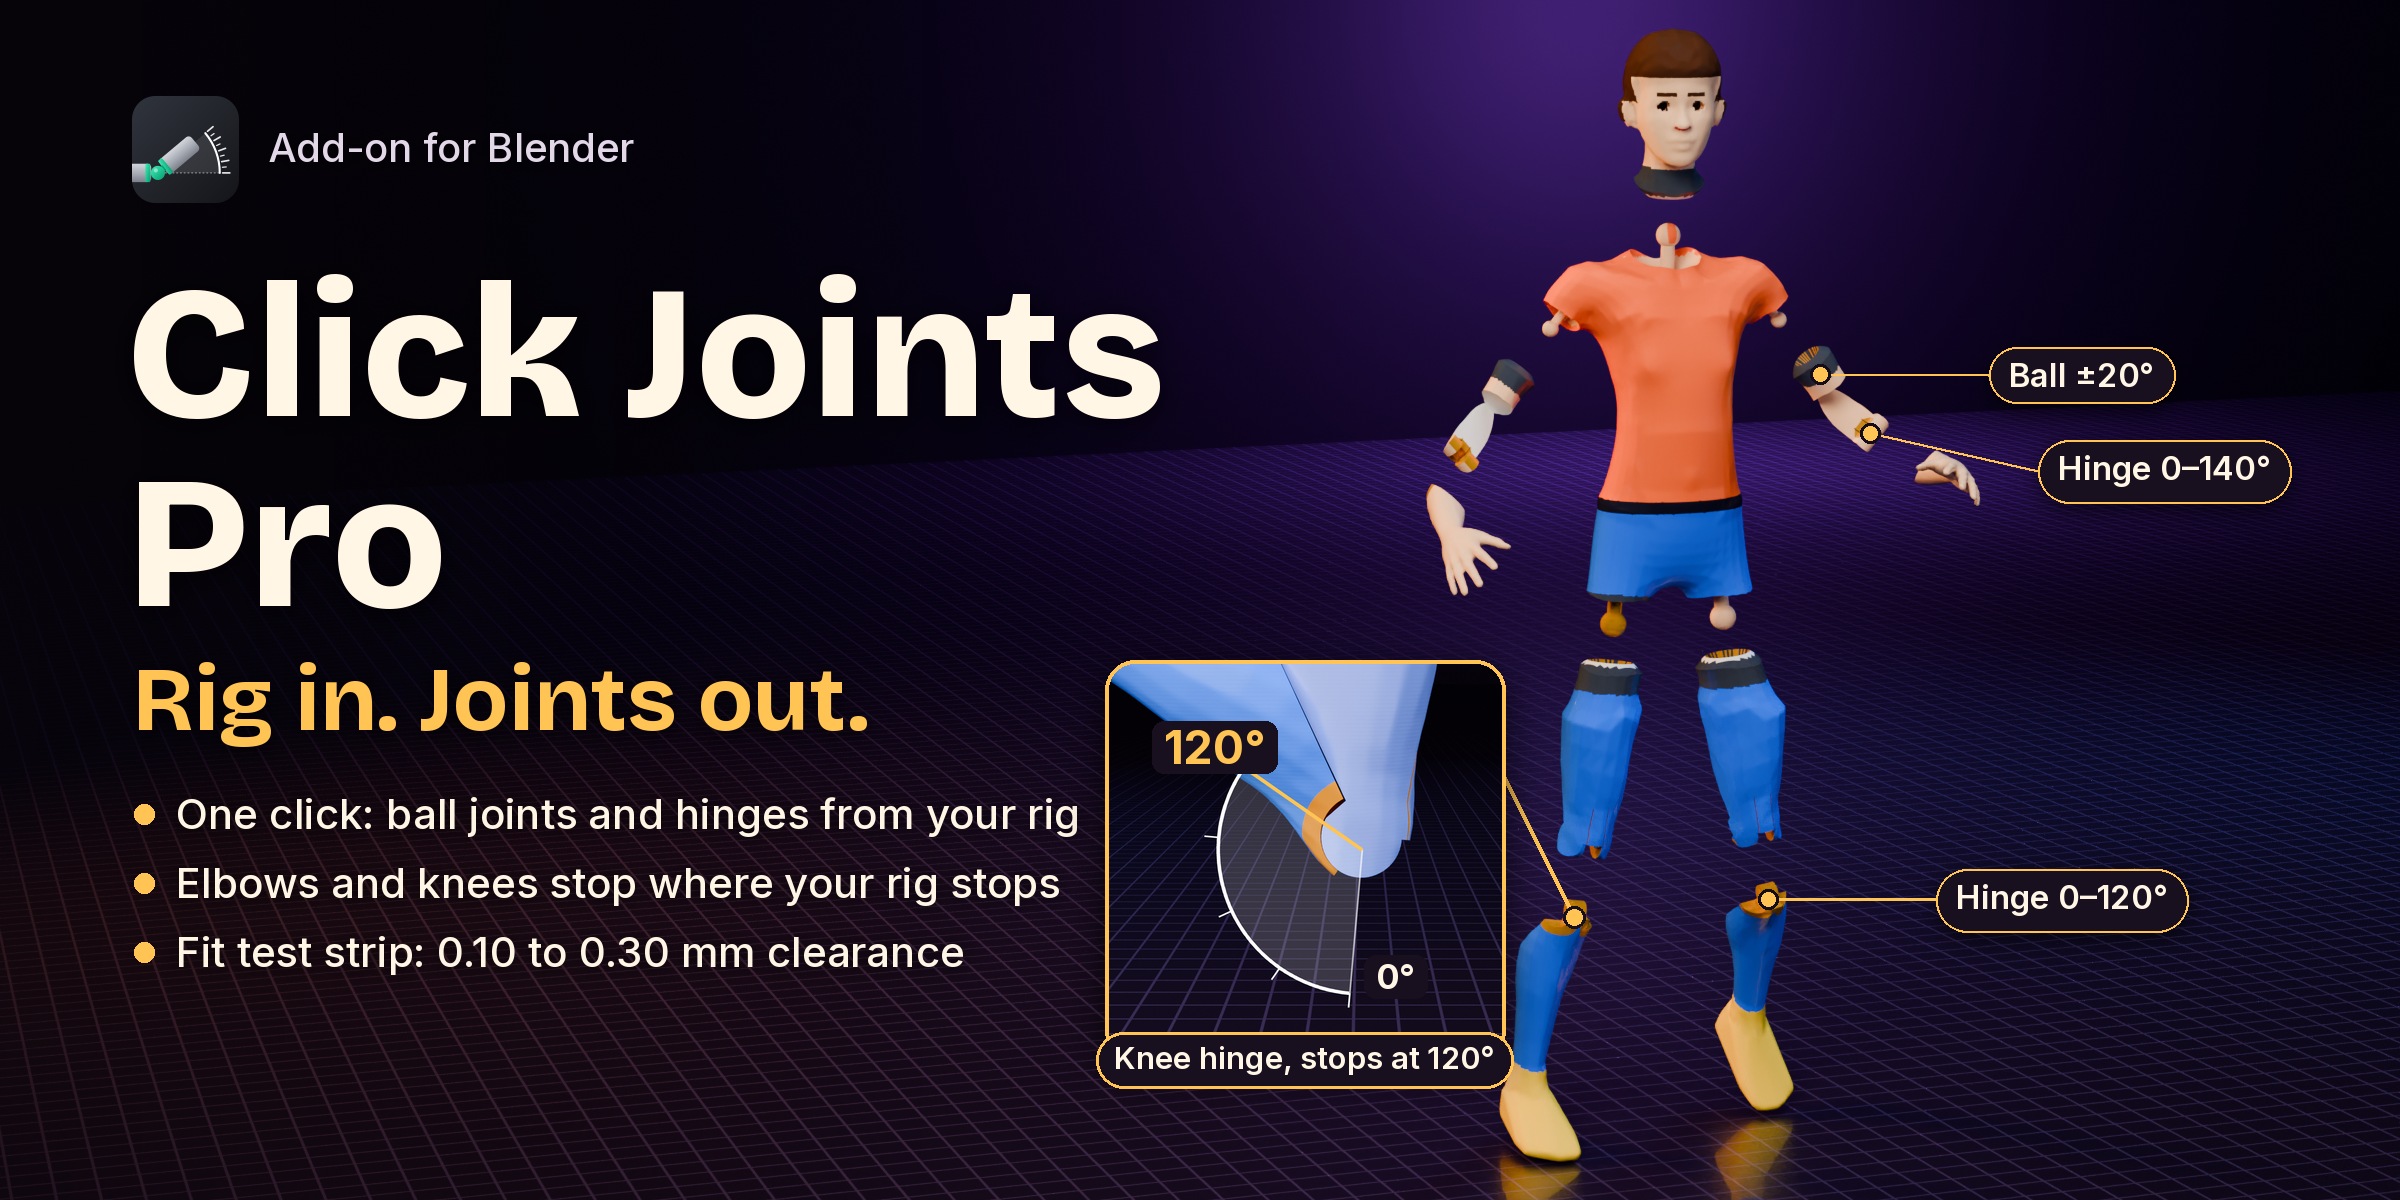 Add-on for Blender
Click Joints
Pro
Rig in. Joints out.
One click: ball joints and hinges from your rig
Elbows and knees stop where your rig stops
Fit test strip: 0.10 to 0.30 mm clearance
120°
0°
Knee hinge, stops at 120°
Ball ±20°
Hinge 0–140°
Hinge 0–120°